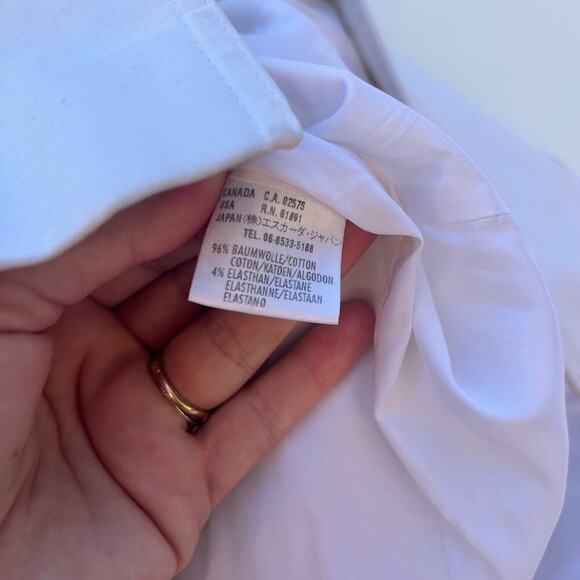 CANADA C.A. 02575
USA R.N. 61691
JAPAN (株)エスカーダ・ジャパン
TEL. 06-6533-5188
96% BAUMWOLLE/COTTON
COTON/KATOEN/ALGODON
4% ELASTHAN/ELASTANE
ELASTHANNE/ELASTAAN
ELASTANO